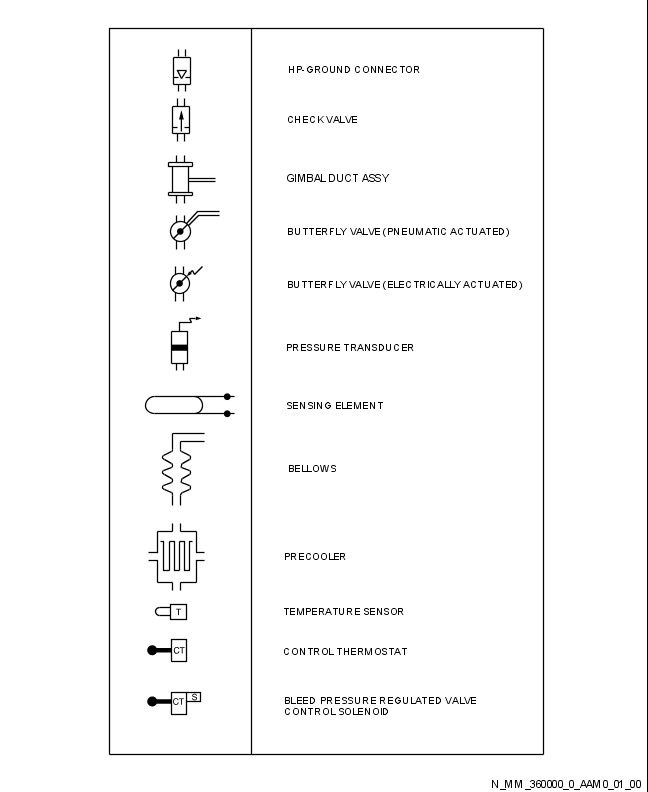 HP-GROUND CONNECTOR
CHECK VALVE
GIMBAL DUCT ASSY
BUTTERFLY VALVE (PNEUMATIC ACTUATED)
BUTTERFLY VALVE (ELECTRICALLY ACTUATED)
PRESSURE TRANSDUCER
SENSING ELEMENT
BELLOWS
PRECOOLER
T TEMPERATURE SENSOR
CT CONTROL THERMOSTAT
CT S BLEED PRESSURE REGULATED VALVE
CONTROL SOLENOID
N_MM_360000_0_AAM0_01_00